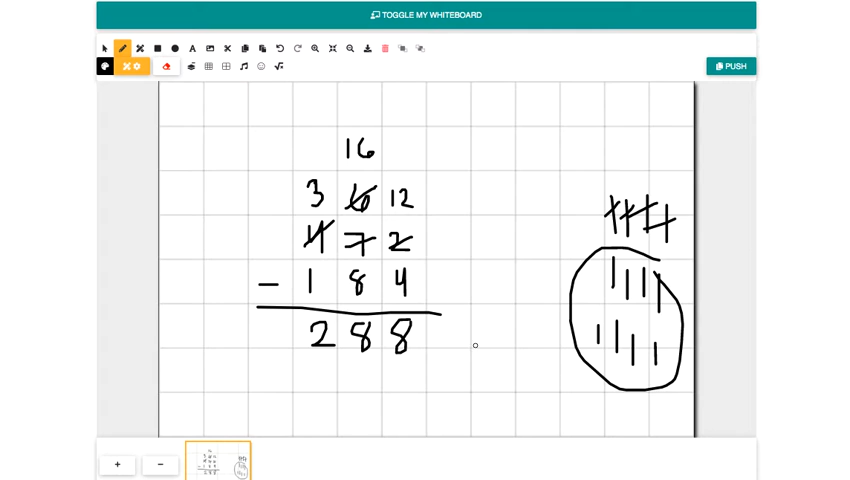 TOGGLE MY WHITEBOARD
PUSH
16
3 6 12
4 7 2
- 1 8 4
2 8 8